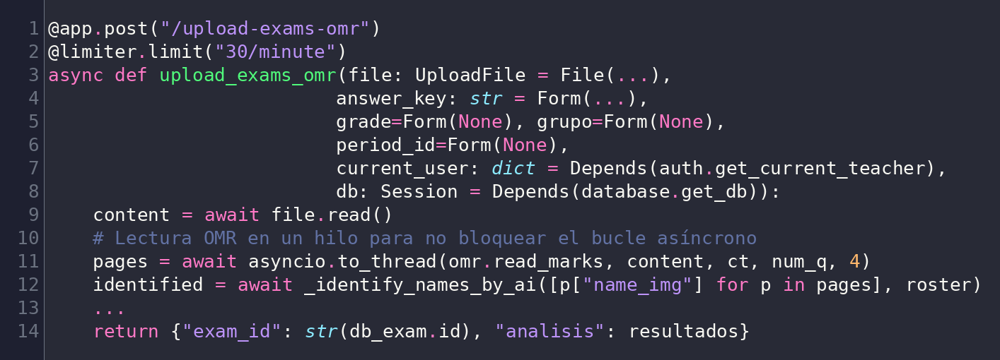 1 @app.post("/upload-exams-omr")
2 @limiter.limit("30/minute")
3 async def upload_exams_omr(file: UploadFile = File(...),
4                           answer_key: str = Form(...),
5                           grade=Form(None), grupo=Form(None),
6                           period_id=Form(None),
7                           current_user: dict = Depends(auth.get_current_teacher),
8                           db: Session = Depends(database.get_db)):
9     content = await file.read()
10     # Lectura OMR en un hilo para no bloquear el bucle asíncrono
11     pages = await asyncio.to_thread(omr.read_marks, content, ct, num_q, 4)
12     identified = await _identify_names_by_ai([p["name_img"] for p in pages], roster)
13     ...
14     return {"exam_id": str(db_exam.id), "analisis": resultados}